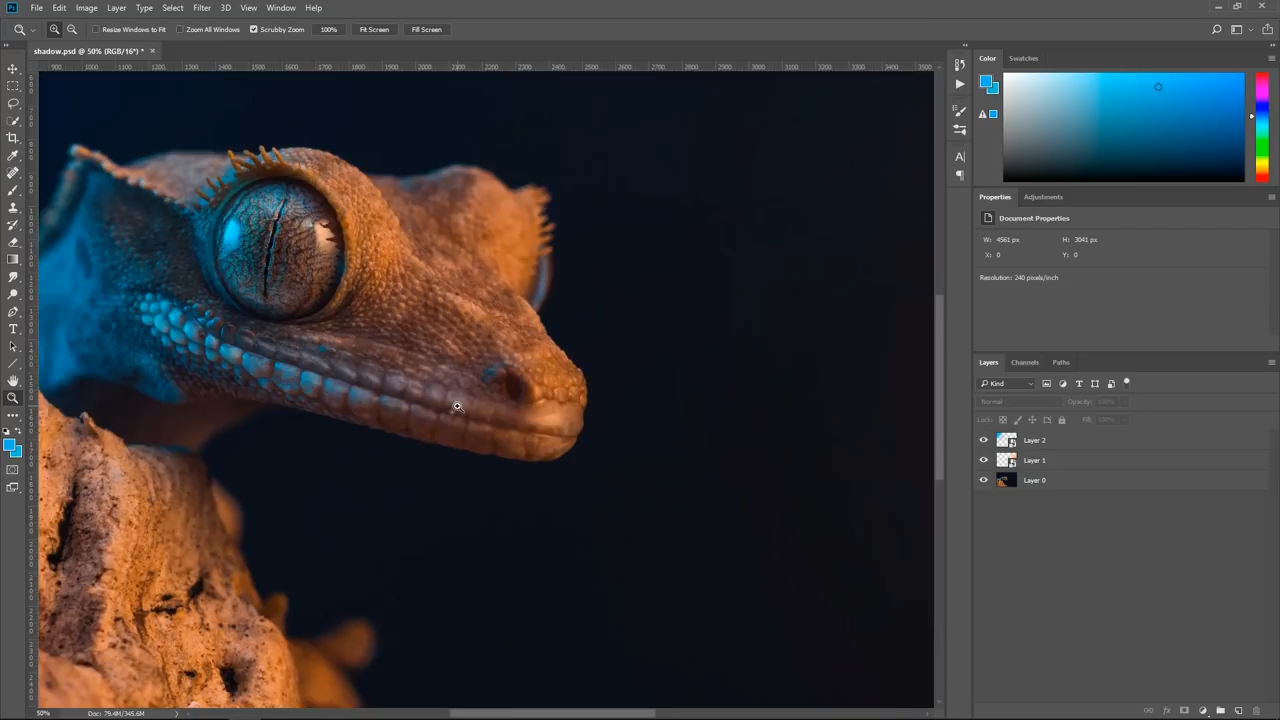 Ps File Edit Image Layer Type Select Filter 3D View Window Help
Resize Windows to Fit Zoom All Windows Scrubby Zoom 100% Fit Screen Fill Screen
shadow.psd @ 50% (RGB/16*) *
900 1000 1100 1200 1300 1400 1500 1600 1700 1800 1900 2000 2100 2200 2300 2400 2500 2600 2700 2800 2900 3000 3100 3200 3300 3400 3500
Color Swatches
Properties Adjustments
Document Properties
W: 4561 px H: 3041 px
X: 0 Y: 0
Resolution: 240 pixels/inch
Layers Channels Paths
Kind
Normal Opacity: 100%
Lock: Fill: 100%
Layer 2
Layer 1
Layer 0
50% Doc: 79.4M/345.6M